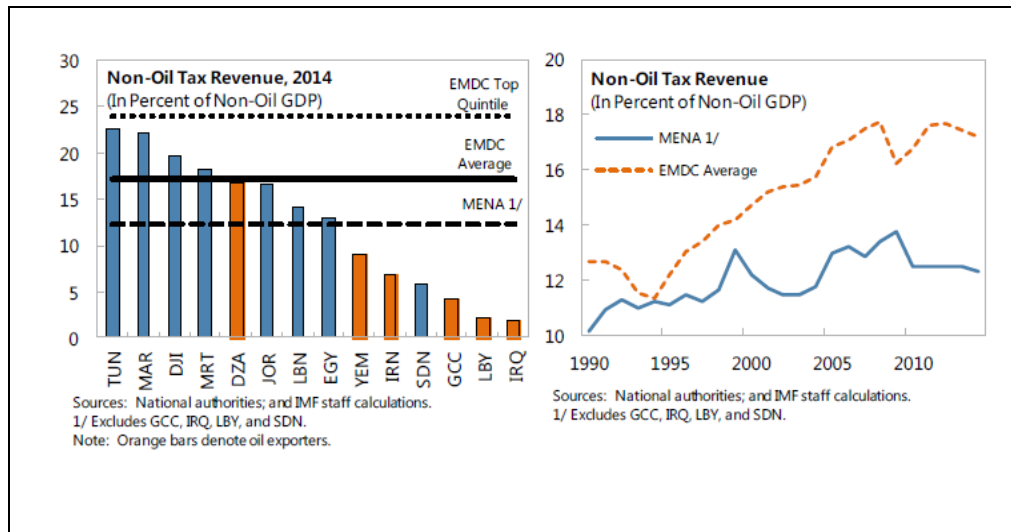 Non-Oil Tax Revenue, 2014
(In Percent of Non-Oil GDP)
EMDC Top
Quintile
EMDC
Average
MENA 1/
30
25
20
15
10
5
0
TUN
MAR
DJI
MRT
DZA
JOR
LBN
EGY
YEM
IRN
SDN
GCC
LBY
IRQ
Sources: National authorities; and IMF staff calculations.
1/ Excludes GCC, IRQ, LBY, and SDN.
Note: Orange bars denote oil exporters.
Non-Oil Tax Revenue
(In Percent of Non-Oil GDP)
MENA 1/
EMDC Average
20
18
16
14
12
10
1990
1995
2000
2005
2010
Sources: National authorities; and IMF staff calculations.
1/ Excludes GCC, IRQ, LBY, and SDN.